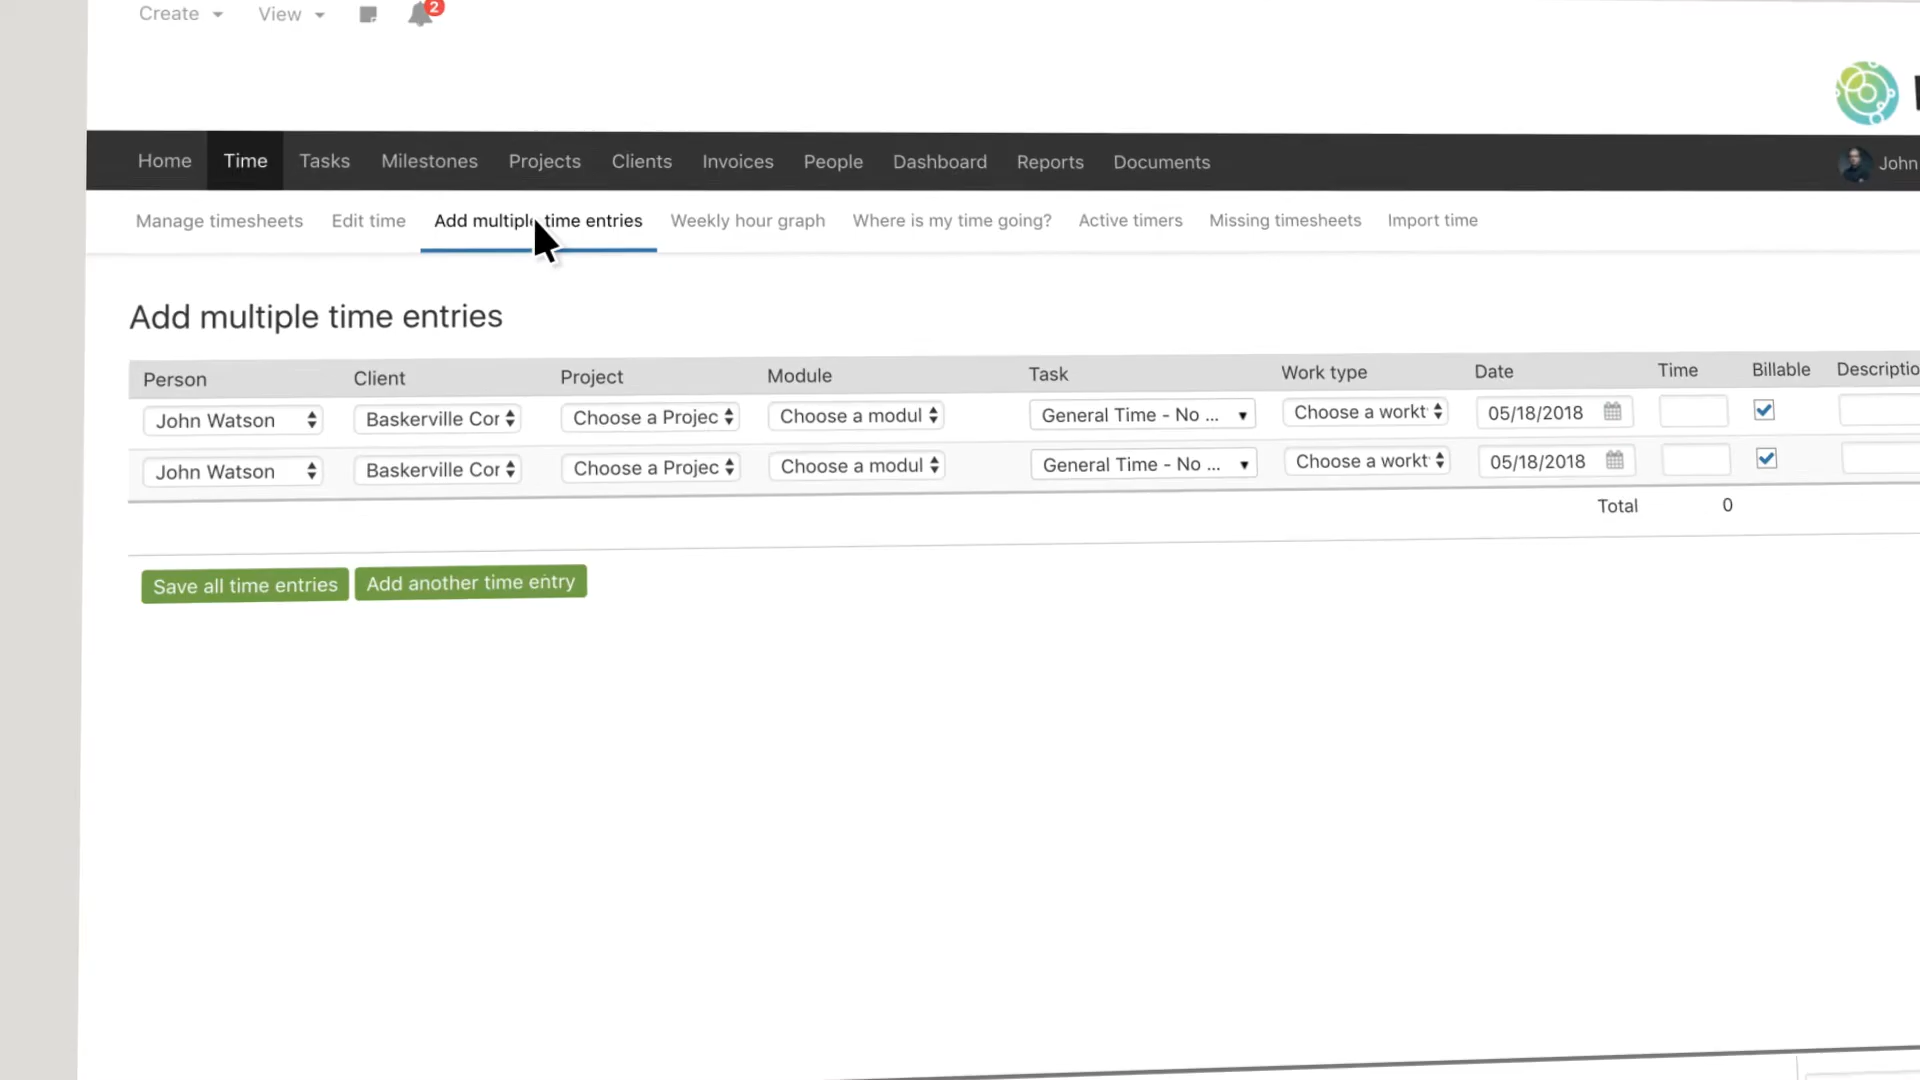 Create View 2
Home Time Tasks Milestones Projects Clients Invoices People Dashboard Reports Documents John
Manage timesheets Edit time Add multiple time entries Weekly hour graph Where is my time going? Active timers Missing timesheets Import time
Add multiple time entries
Person Client Project Module Task Work type Date Time Billable Descriptio
John Watson Baskerville Cor Choose a Projec Choose a modul General Time - No ... Choose a workt 05/18/2018
John Watson Baskerville Cor Choose a Projec Choose a modul General Time - No ... Choose a workt 05/18/2018
Total 0
Save all time entries Add another time entry